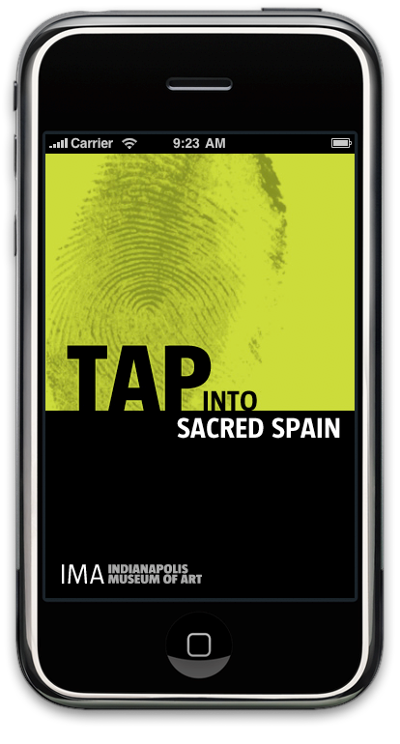 Carrier 9:23 AM
TAP INTO
SACRED SPAIN
IMA INDIANAPOLIS
MUSEUM OF ART